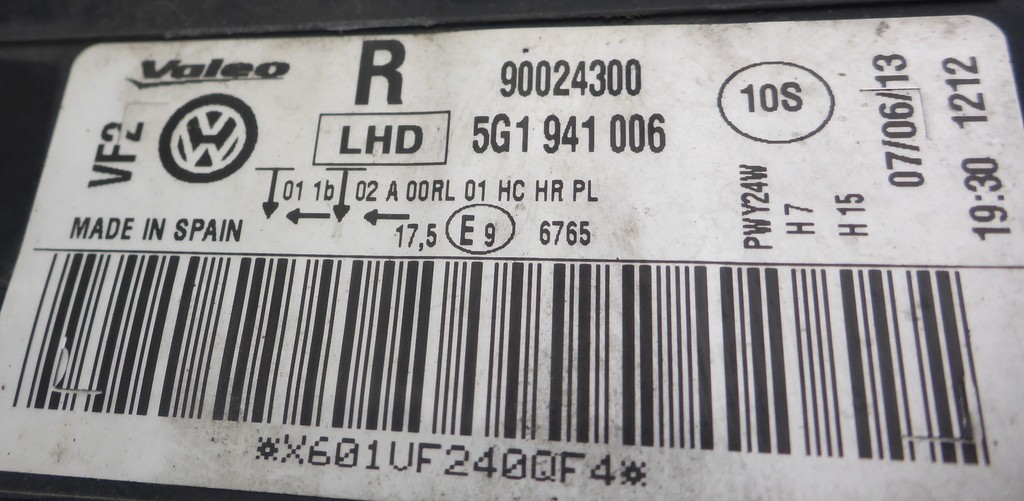 Valeo R 90024300 10S
VF2 LHD 5G1 941 006
01 1b 02 A 00RL 01 HC HR PL
MADE IN SPAIN 17,5 E 9 6765
PWY24W
H7
H15
07/06/13
19:30 1212
*X601VF240QF4*